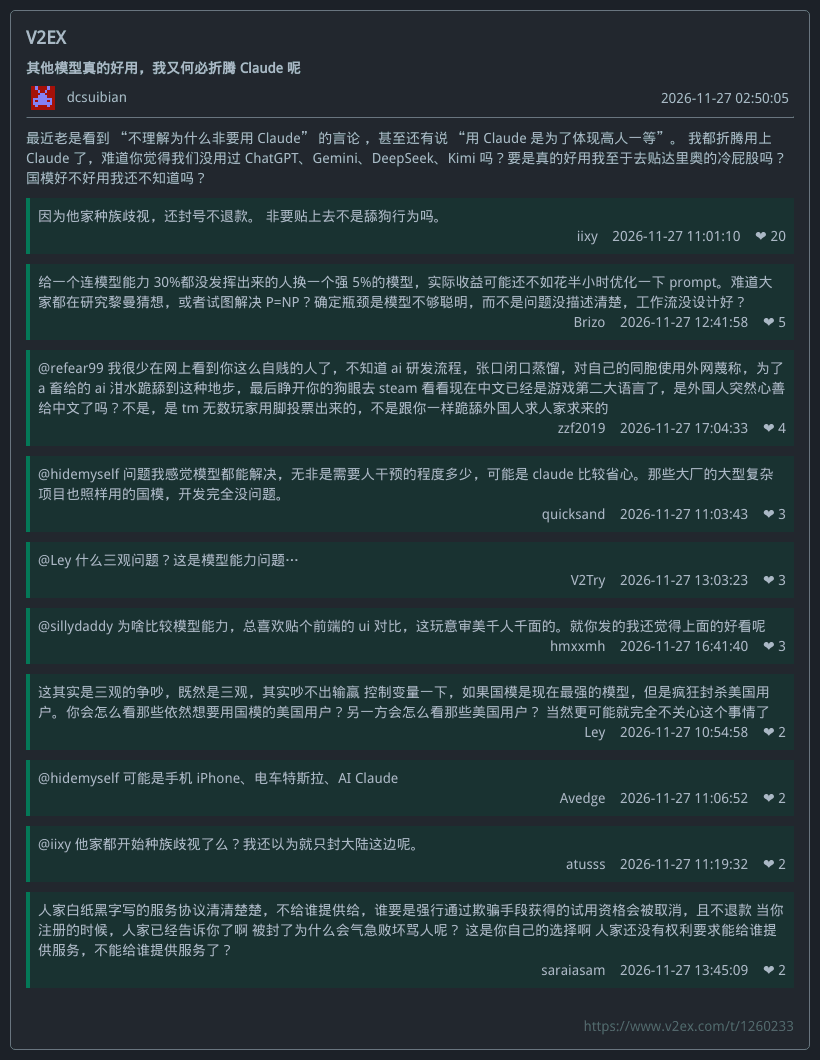 V2EX
其他模型真的好用，我又何必折腾 Claude 呢
dcsuibian
2026-11-27 02:50:05
最近老是看到 “不理解为什么非要用 Claude” 的言论 ，甚至还有说 “用 Claude 是为了体现高人一等” 。 我都折腾用上
Claude 了，难道你觉得我们没用过 ChatGPT、Gemini、DeepSeek、Kimi 吗？要是真的好用我至于去贴达里奥的冷屁股吗？
国模好不好用我还不知道吗？
因为他家种族歧视，还封号不退款。 非要贴上去不是舔狗行为吗。
iixy 2026-11-27 11:01:10 ❤ 20
给一个连模型能力 30%都没发挥出来的人换一个强 5%的模型，实际收益可能还不如花半小时优化一下 prompt。难道大
家都在研究黎曼猜想，或者试图解决 P=NP？确定瓶颈是模型不够聪明，而不是问题没描述清楚，工作流没设计好？
Brizo 2026-11-27 12:41:58 ❤ 5
@refear99 我很少在网上看到你这么自贱的人了，不知道 ai 研发流程，张口闭口蒸馏，对自己的同胞使用外网蔑称，为了
a 畜给的 ai 泔水跪舔到这种地步，最后睁开你的狗眼去 steam 看看现在中文已经是游戏第二大语言了，是外国人突然心善
给中文了吗？不是，是 tm 无数玩家用脚投票出来的，不是跟你一样跪舔外国人求人家求来的
zzf2019 2026-11-27 17:04:33 ❤ 4
@hidemyself 问题我感觉模型都能解决，无非是需要人干预的程度多少，可能是 claude 比较省心。那些大厂的大型复杂
项目也照样用的国模，开发完全没问题。
quicksand 2026-11-27 11:03:43 ❤ 3
@Ley 什么三观问题？这是模型能力问题⋯
V2Try 2026-11-27 13:03:23 ❤ 3
@sillydaddy 为啥比较模型能力，总喜欢贴个前端的 ui 对比，这玩意审美千人千面的。就你发的我还觉得上面的好看呢
hmxxmh 2026-11-27 16:41:40 ❤ 3
这其实是三观的争吵，既然是三观，其实吵不出输赢 控制变量一下，如果国模是现在最强的模型，但是疯狂封杀美国用
户。你会怎么看那些依然想要用国模的美国用户？另一方会怎么看那些美国用户？ 当然更可能就完全不关心这个事情了
Ley 2026-11-27 10:54:58 ❤ 2
@hidemyself 可能是手机 iPhone、电车特斯拉、AI Claude
Avedge 2026-11-27 11:06:52 ❤ 2
@iixy 他家都开始种族歧视了么？我还以为就只封大陆这边呢。
atusss 2026-11-27 11:19:32 ❤ 2
人家白纸黑字写的服务协议清清楚楚，不给谁提供给，谁要是强行通过欺骗手段获得的试用资格会被取消，且不退款 当你
注册的时候，人家已经告诉你了啊 被封了为什么会气急败坏骂人呢？ 这是你自己的选择啊 人家还没有权利要求能给谁提
供服务，不能给谁提供服务了？
saraiasam 2026-11-27 13:45:09 ❤ 2
https://www.v2ex.com/t/1260233